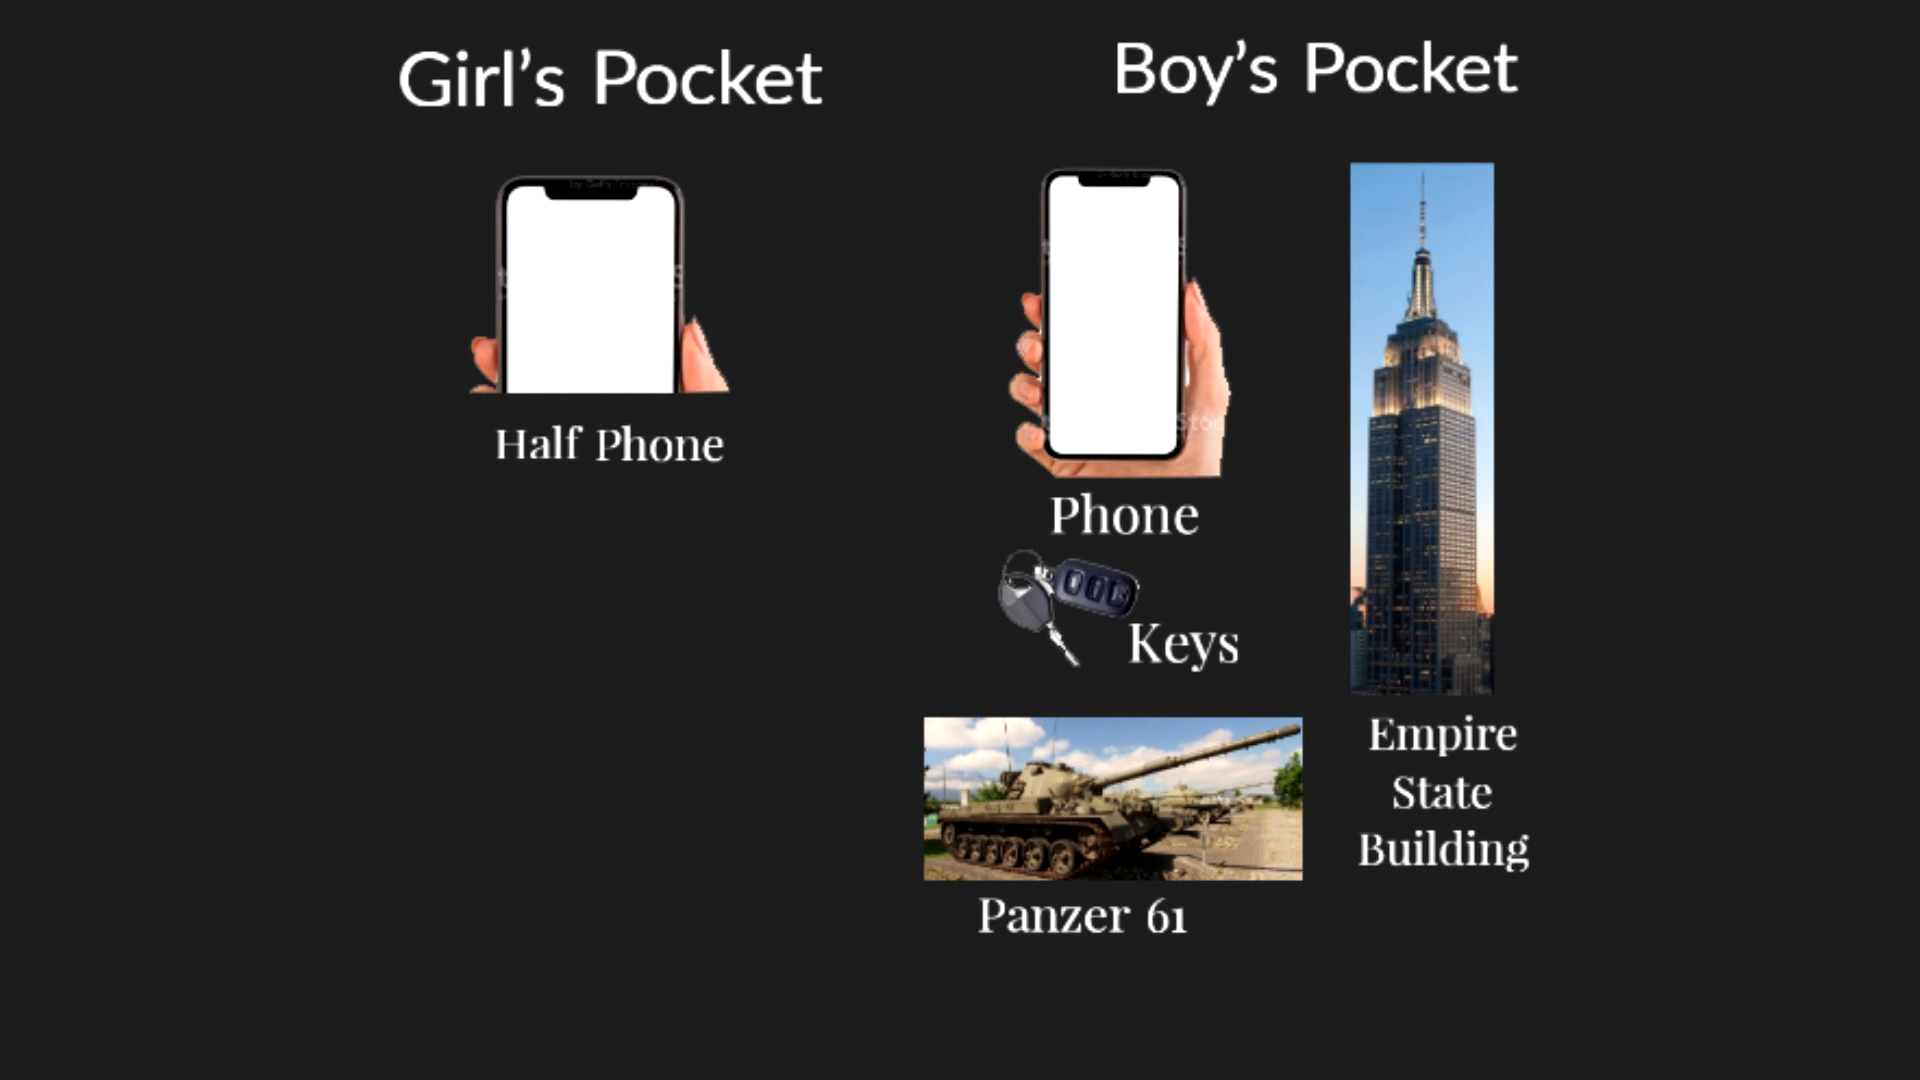 Girl’s Pocket
Half Phone
Boy’s Pocket
Phone
Keys
Panzer 61
Empire
State
Building